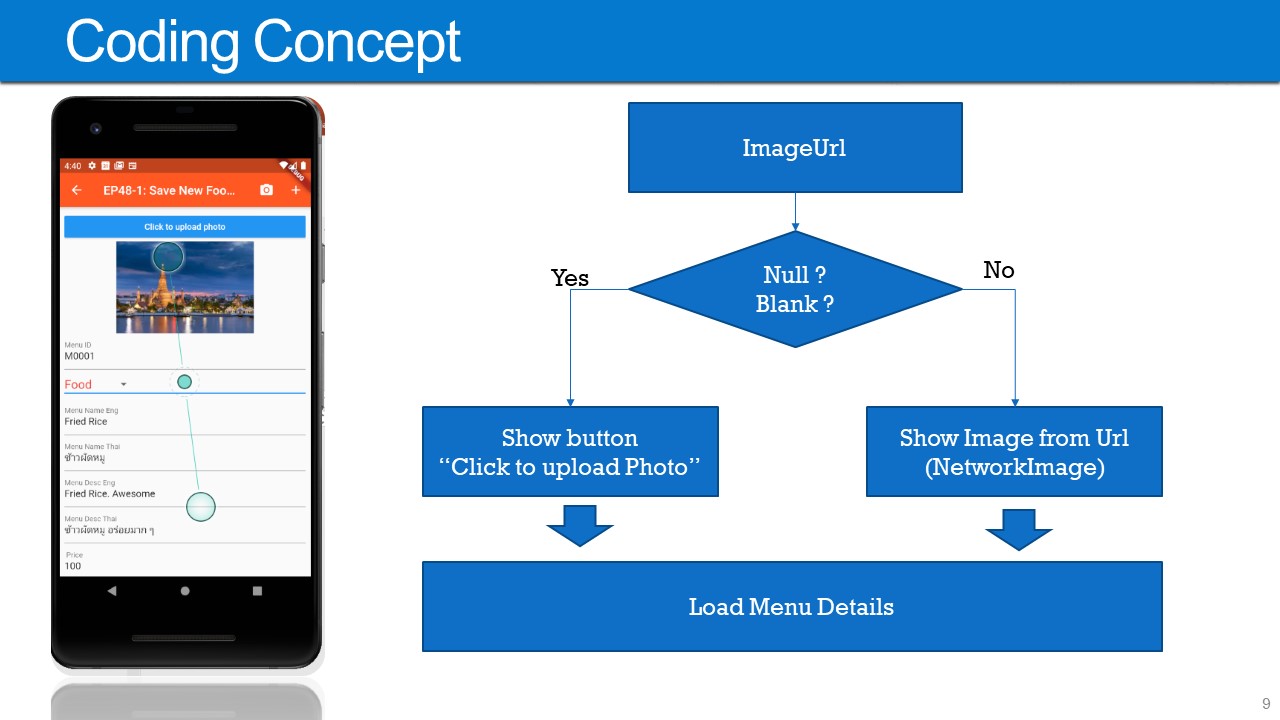 Coding Concept
4:40
EP48-1: Save New Foo...
Click to upload photo
Menu ID
M0001
Food
Menu Name Eng
Fried Rice
Menu Name Thai
ข้าวผัดหมู
Menu Desc Eng
Fried Rice. Awesome
Menu Desc Thai
ข้าวผัดหมู อร่อยมาก ๆ
Price
100
ImageUrl
Null ?
Blank ?
Yes
No
Show button
“Click to upload Photo”
Show Image from Url
(NetworkImage)
Load Menu Details
9